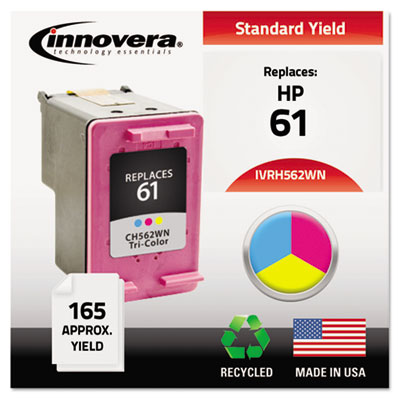 innovera
technology essentials
Standard Yield
Replaces:
HP
61
IVRH562WN
REPLACES
61
CH562WN
Tri-Color
165
APPROX.
YIELD
RECYCLED
MADE IN USA